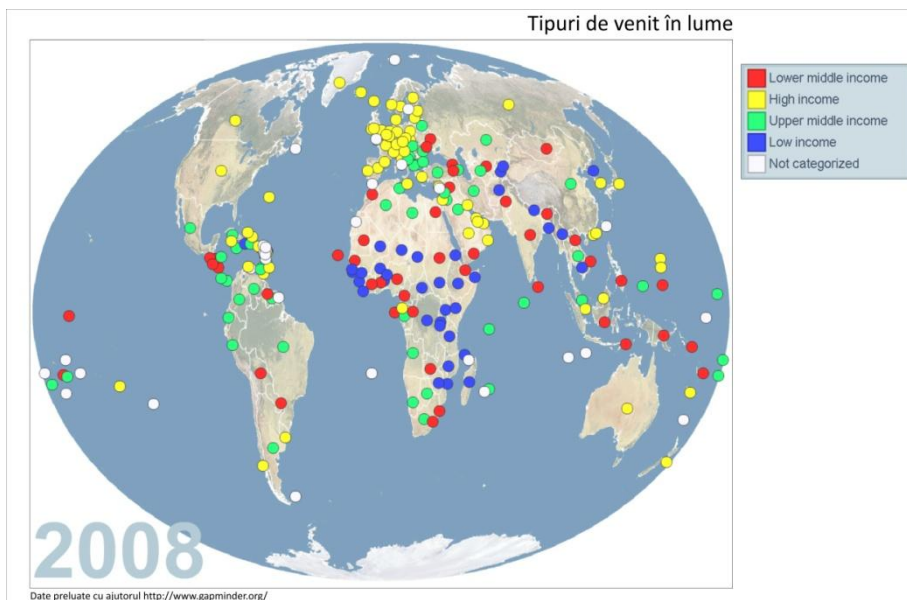 Tipuri de venit în lume
Lower middle income
High income
Upper middle income
Low income
Not categorized
2008
Date preluate cu ajutorul http://www.gapminder.org/